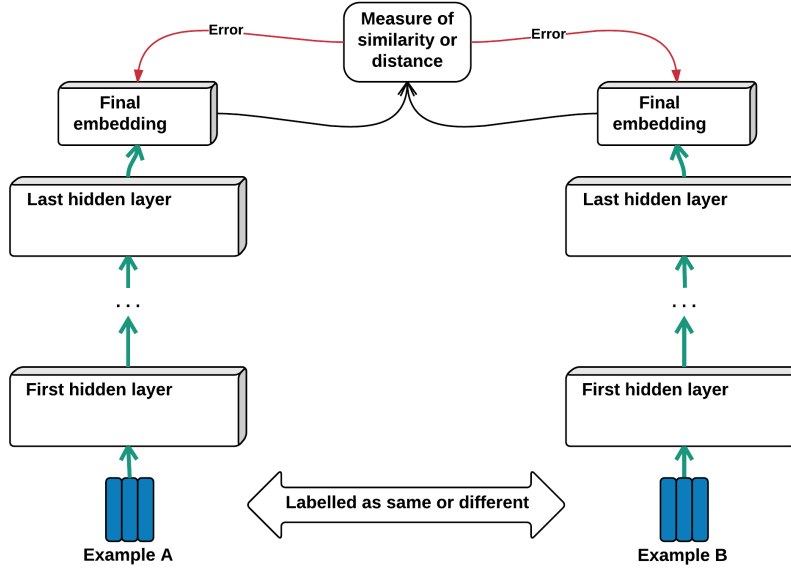 Measure of
similarity or
distance
Error
Error
Final
embedding
Final
embedding
Last hidden layer
Last hidden layer
...
...
First hidden layer
First hidden layer
Labelled as same or different
Example A
Example B